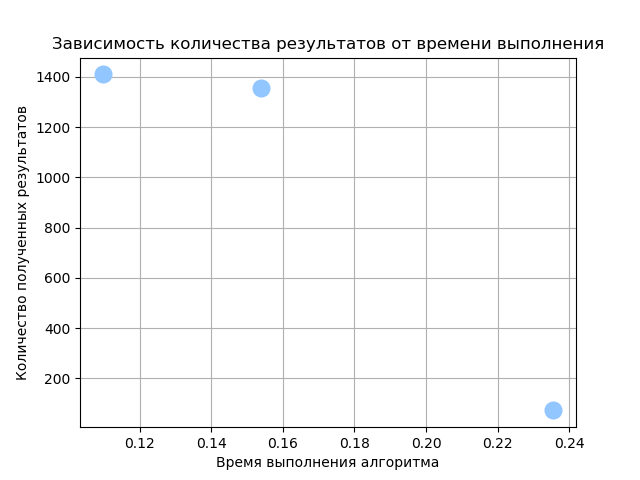 Зависимость количества результатов от времени выполнения
Количество полученных результатов
1400
1200
1000
800
600
400
200
0.12 0.14 0.16 0.18 0.20 0.22 0.24
Время выполнения алгоритма